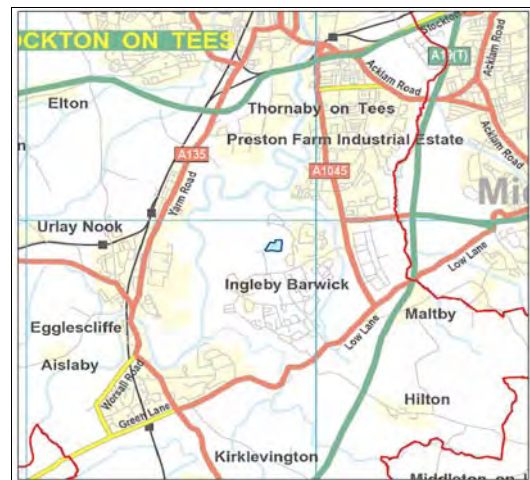 OCKTON ON TEES
Stockton
A19(T)
Acklam Road
Acklam Road
Elton
Thornaby on Tees
Preston Farm Industrial Estate
Acklam Road
A135
A1045
Yarm Road
Mi
Urlay Nook
Low Lane
Ingleby Barwick
Maltby
Egglescliffe
Low Lane
Aislaby
Worsall Road
Hilton
Green Lane
Kirklevington